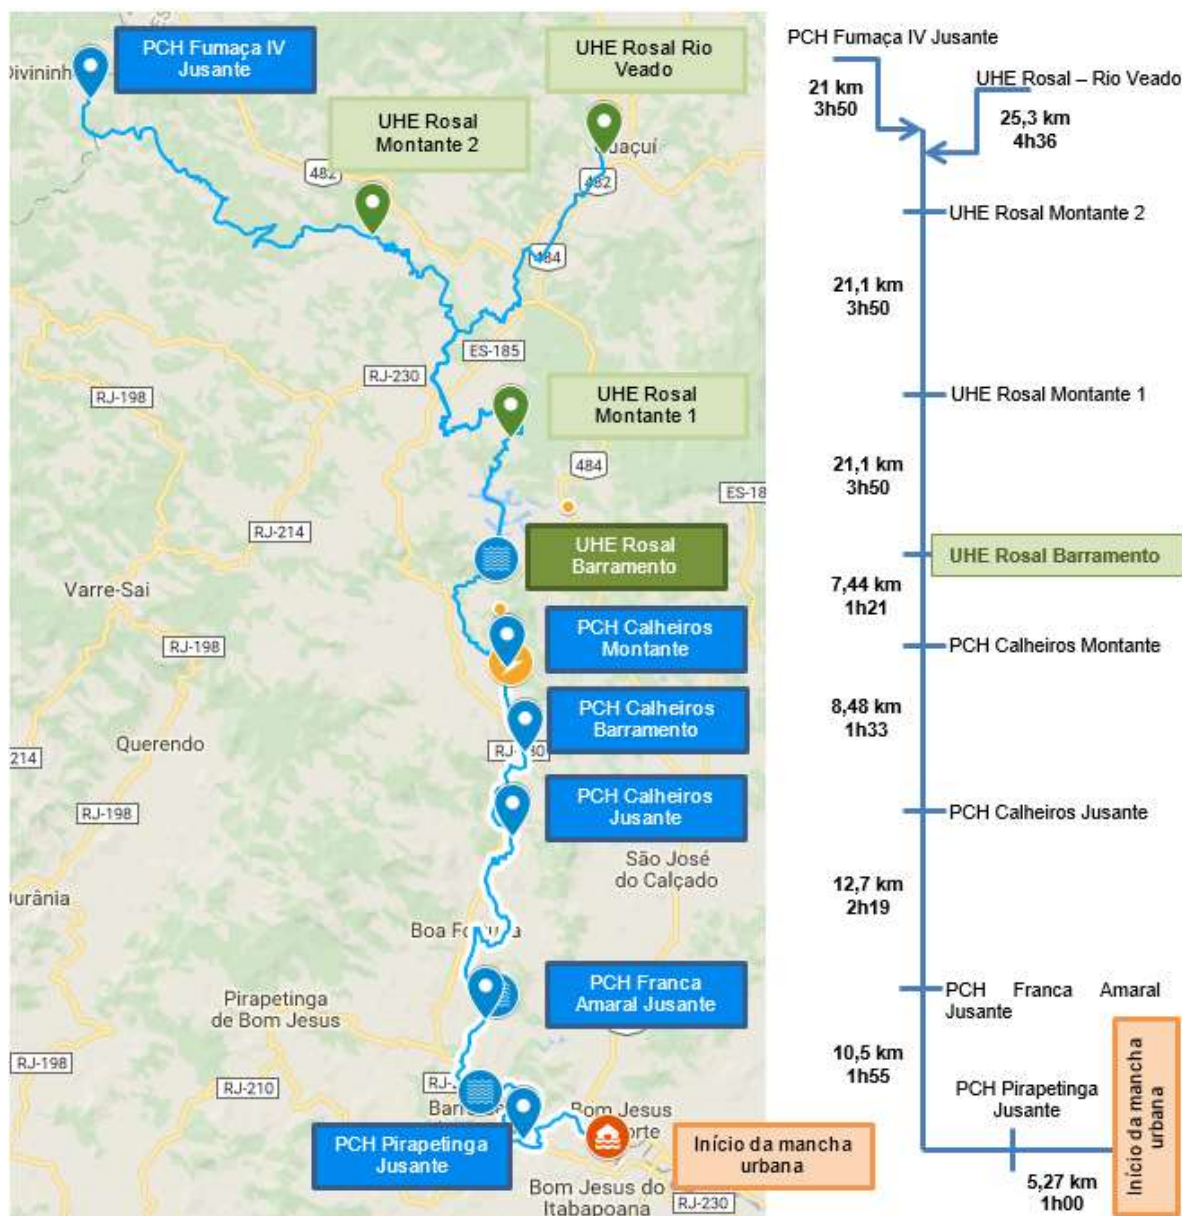 PCH Fumaça IV
Jusante
UHE Rosal Rio
Veado
Divininh
UHE Rosal
Montante 2
482
482
484
ES-185
RJ-230
RJ-198
UHE Rosal
Montante 1
484
ES-18
RJ-214
UHE Rosal
Barramento
Varre-Sai
PCH Calheiros
Montante
RJ-198
PCH Calheiros
Barramento
Querendo
214
PCH Calheiros
Jusante
RJ-198
São José
do Calçado
Boa
PCH Franca
Amaral Jusante
Pirapetinga
de Bom Jesus
RJ-198
RJ-210
Bom Jesus
PCH Pirapetinga
Jusante
Início da mancha
urbana
Bom Jesus do
Itabapoana
RJ-230
PCH Fumaça IV Jusante
21 km
3h50
UHE Rosal – Rio Veado
25,3 km
4h36
UHE Rosal Montante 2
21,1 km
3h50
UHE Rosal Montante 1
21,1 km
3h50
UHE Rosal Barramento
7,44 km
1h21
PCH Calheiros Montante
8,48 km
1h33
PCH Calheiros Jusante
12,7 km
2h19
PCH Franca Amaral
Jusante
10,5 km
1h55
PCH Pirapetinga
Jusante
5,27 km
1h00
Início da mancha
urbana